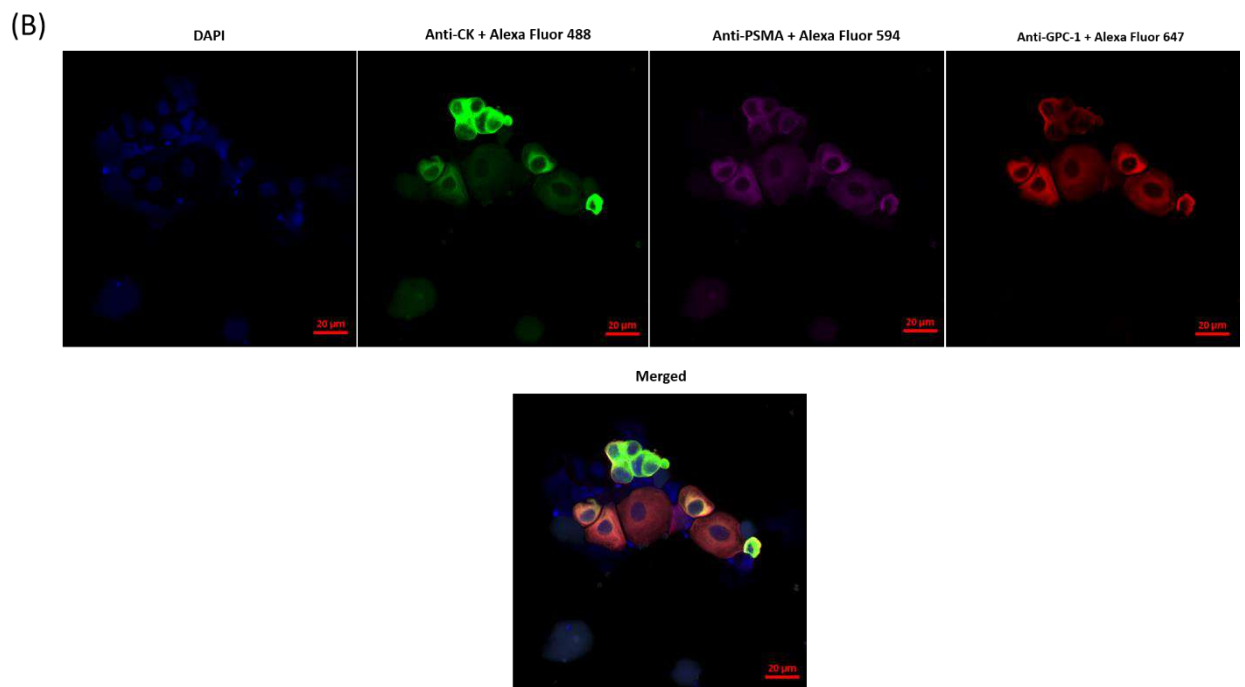 (B)
DAPI
Anti-CK + Alexa Fluor 488
Anti-PSMA + Alexa Fluor 594
Anti-GPC-1 + Alexa Fluor 647
20 μm
20 μm
20 μm
20 μm
Merged
20 μm